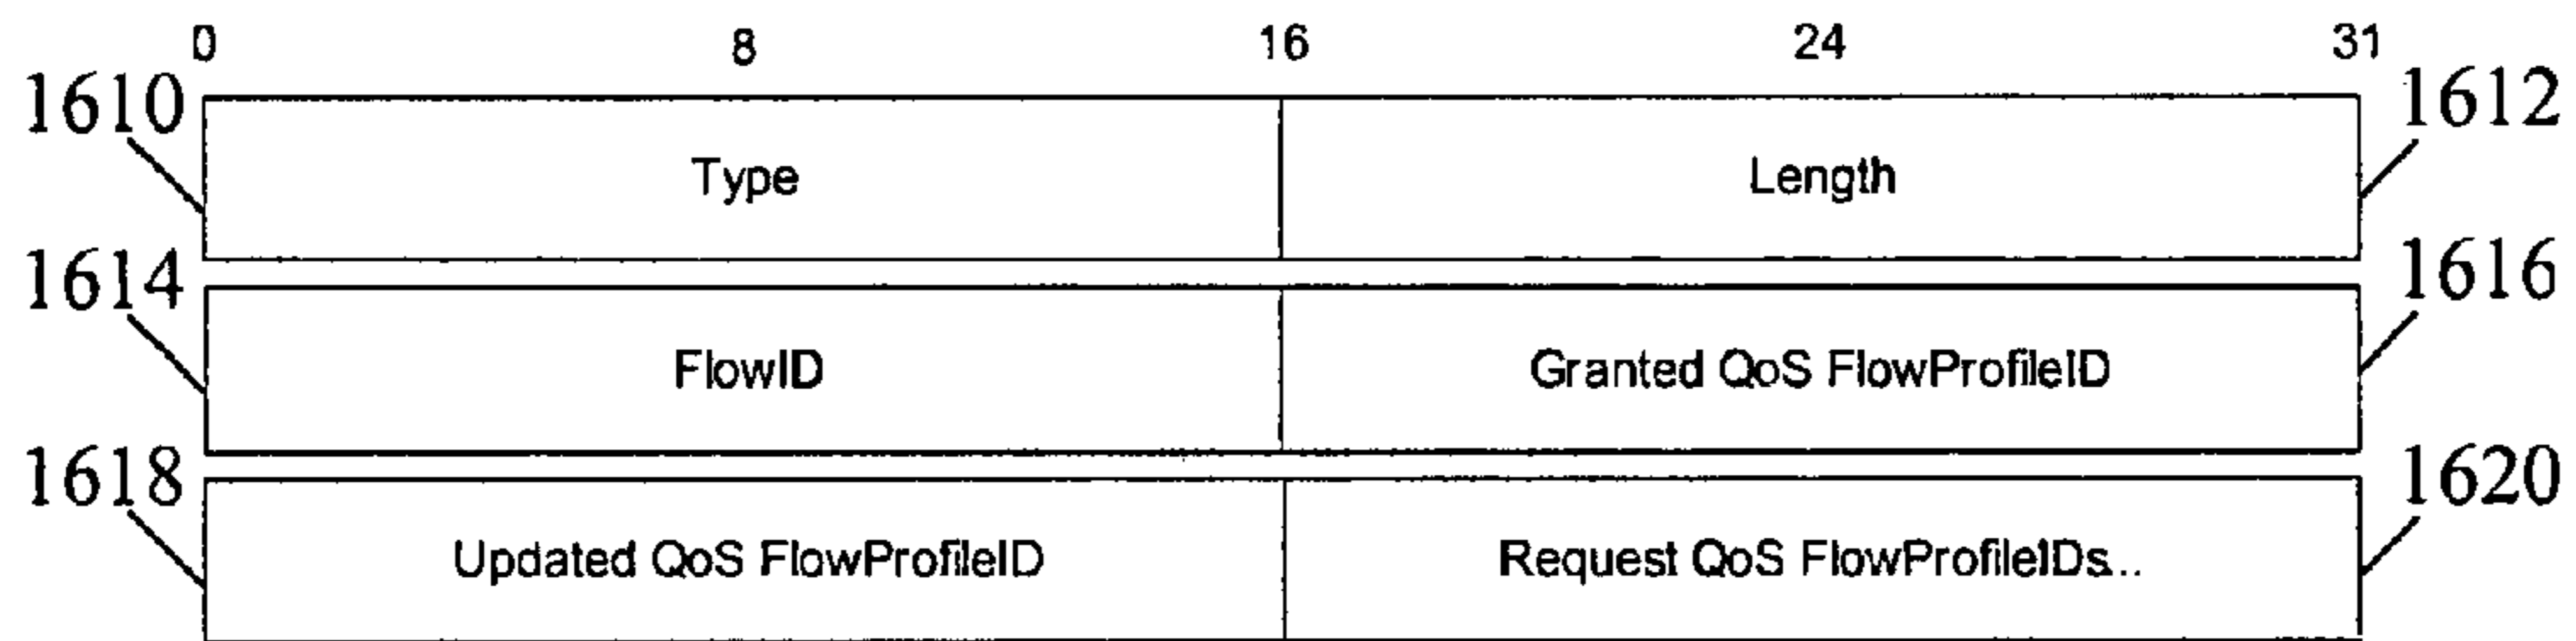 0 8 16 24 31
1610 Type Length 1612
1614 FlowID Granted QoS FlowProfileID 1616
1618 Updated QoS FlowProfileID Request QoS FlowProfileIDs... 1620